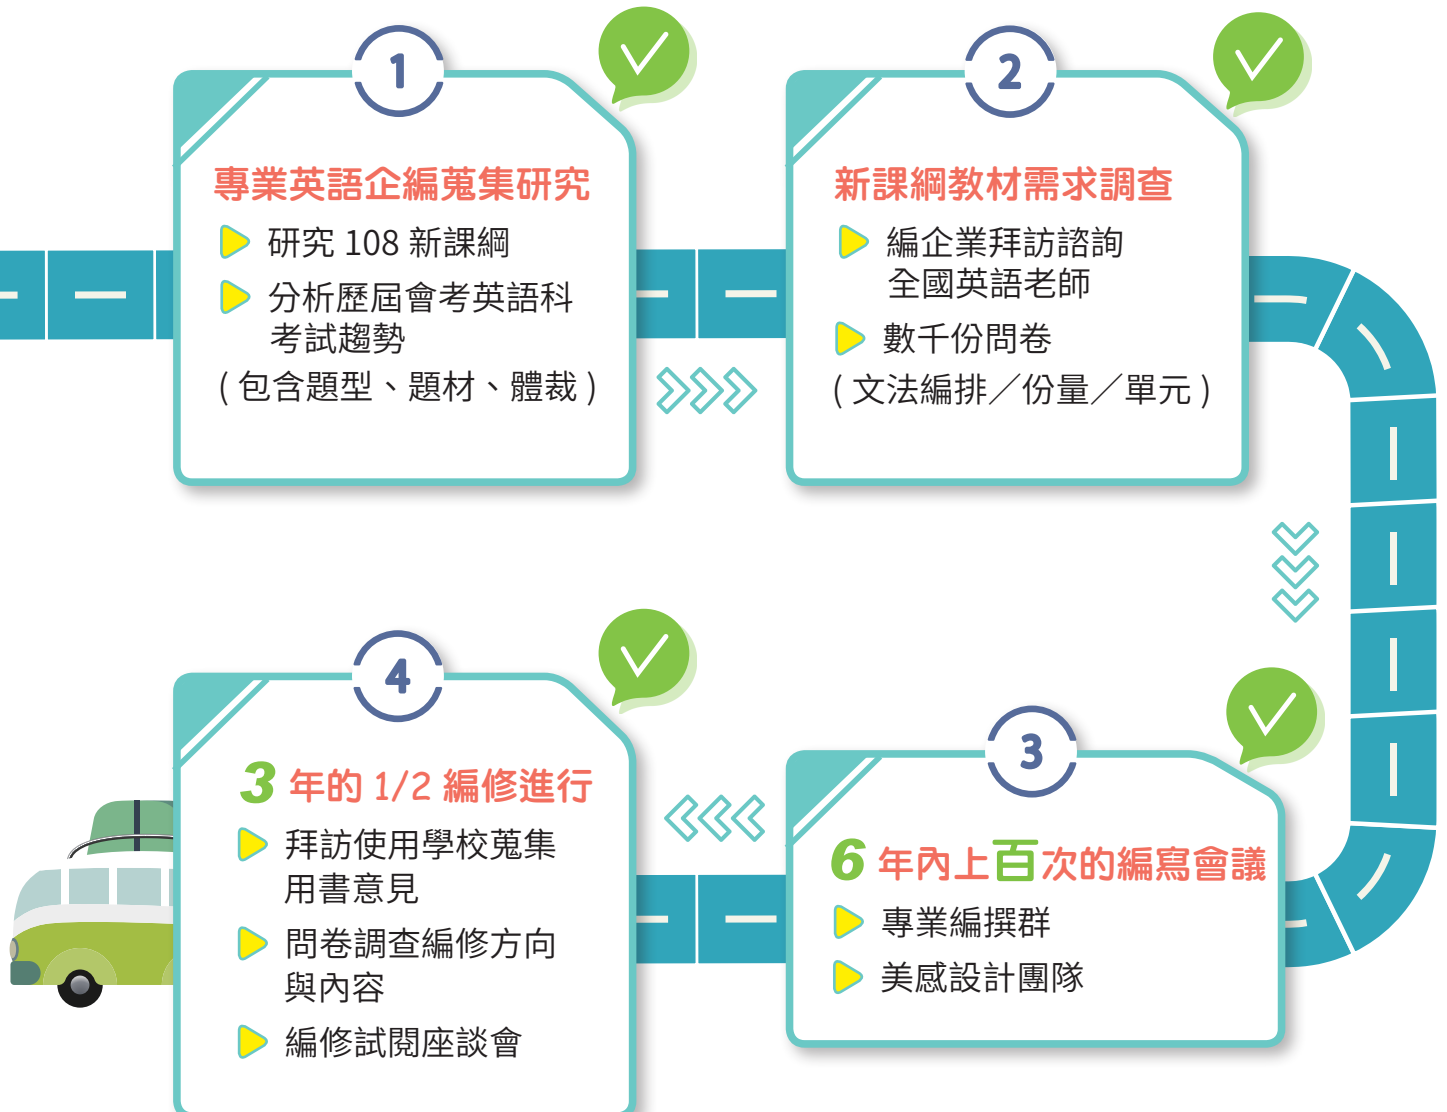 1
專業英語企編蒐集研究
研究 108 新課綱
分析歷屆會考英語科
考試趨勢
( 包含題型、題材、體裁 )
2
新課綱教材需求調查
編企業拜訪諮詢
全國英語老師
數千份問卷
( 文法編排／份量／單元 )
3
6 年內上百次的編寫會議
專業編撰群
美感設計團隊
4
3 年的 1/2 編修進行
拜訪使用學校蒐集
用書意見
問卷調查編修方向
與內容
編修試閱座談會